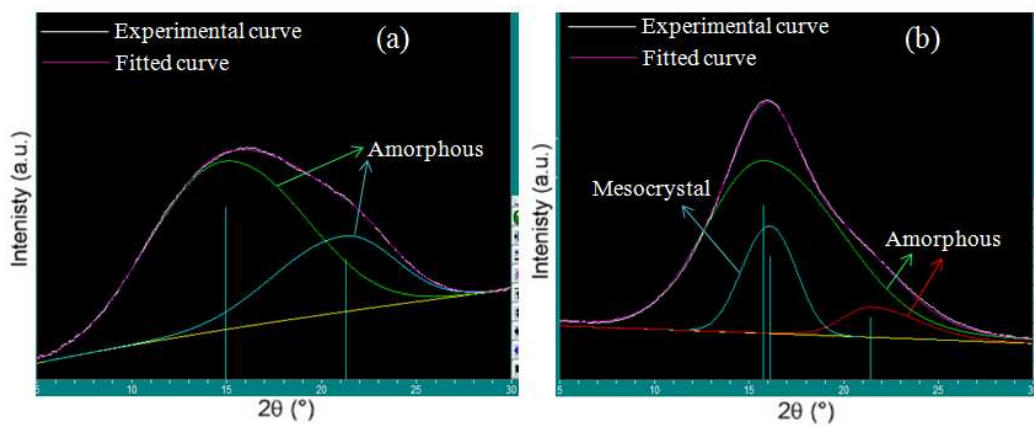 Experimental curve
Fitted curve
(a)
Amorphous
Intenisty (a.u.)
5 10 15 20 25 30
2θ (°)
Experimental curve
Fitted curve
(b)
Mesocrystal
Amorphous
Intenisty (a.u.)
5 10 15 20 25 30
2θ (°)